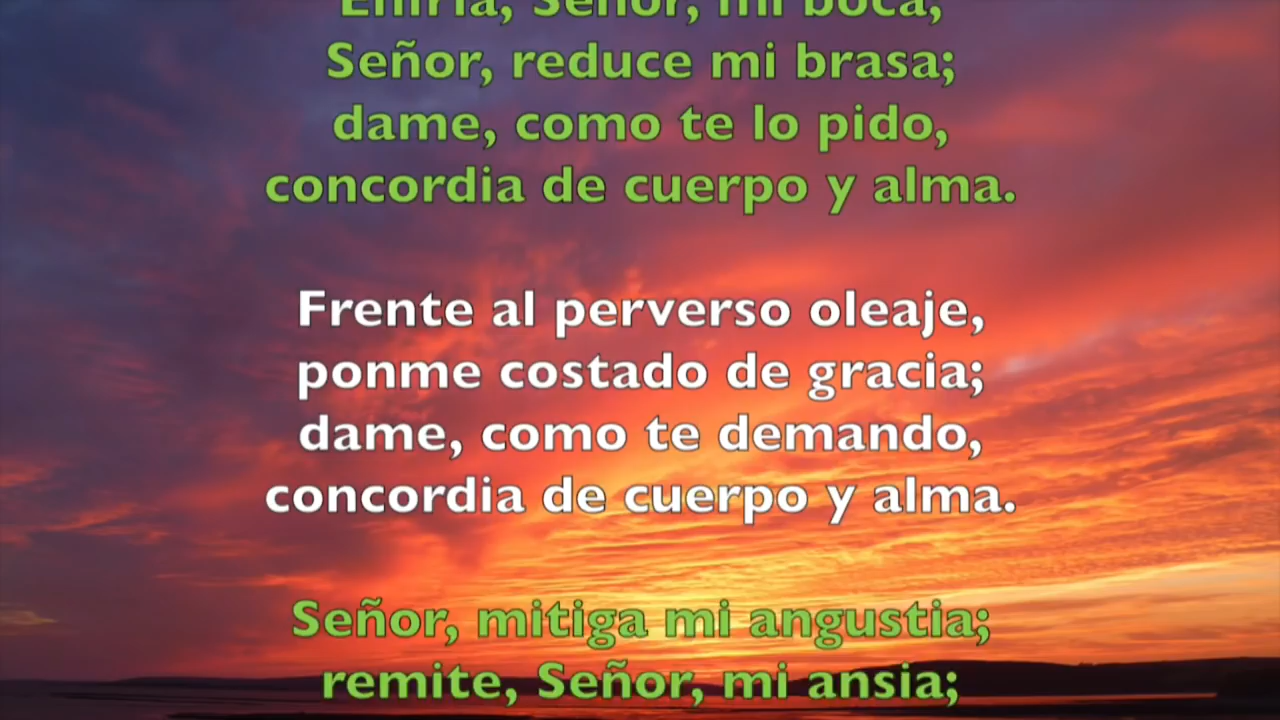 Enfría, Señor, mi boca;
Señor, reduce mi brasa;
dame, como te lo pido,
concordia de cuerpo y alma.
Frente al perverso oleaje,
ponme costado de gracia;
dame, como te demando,
concordia de cuerpo y alma.
Señor, mitiga mi angustia;
remite, Señor, mi ansia;